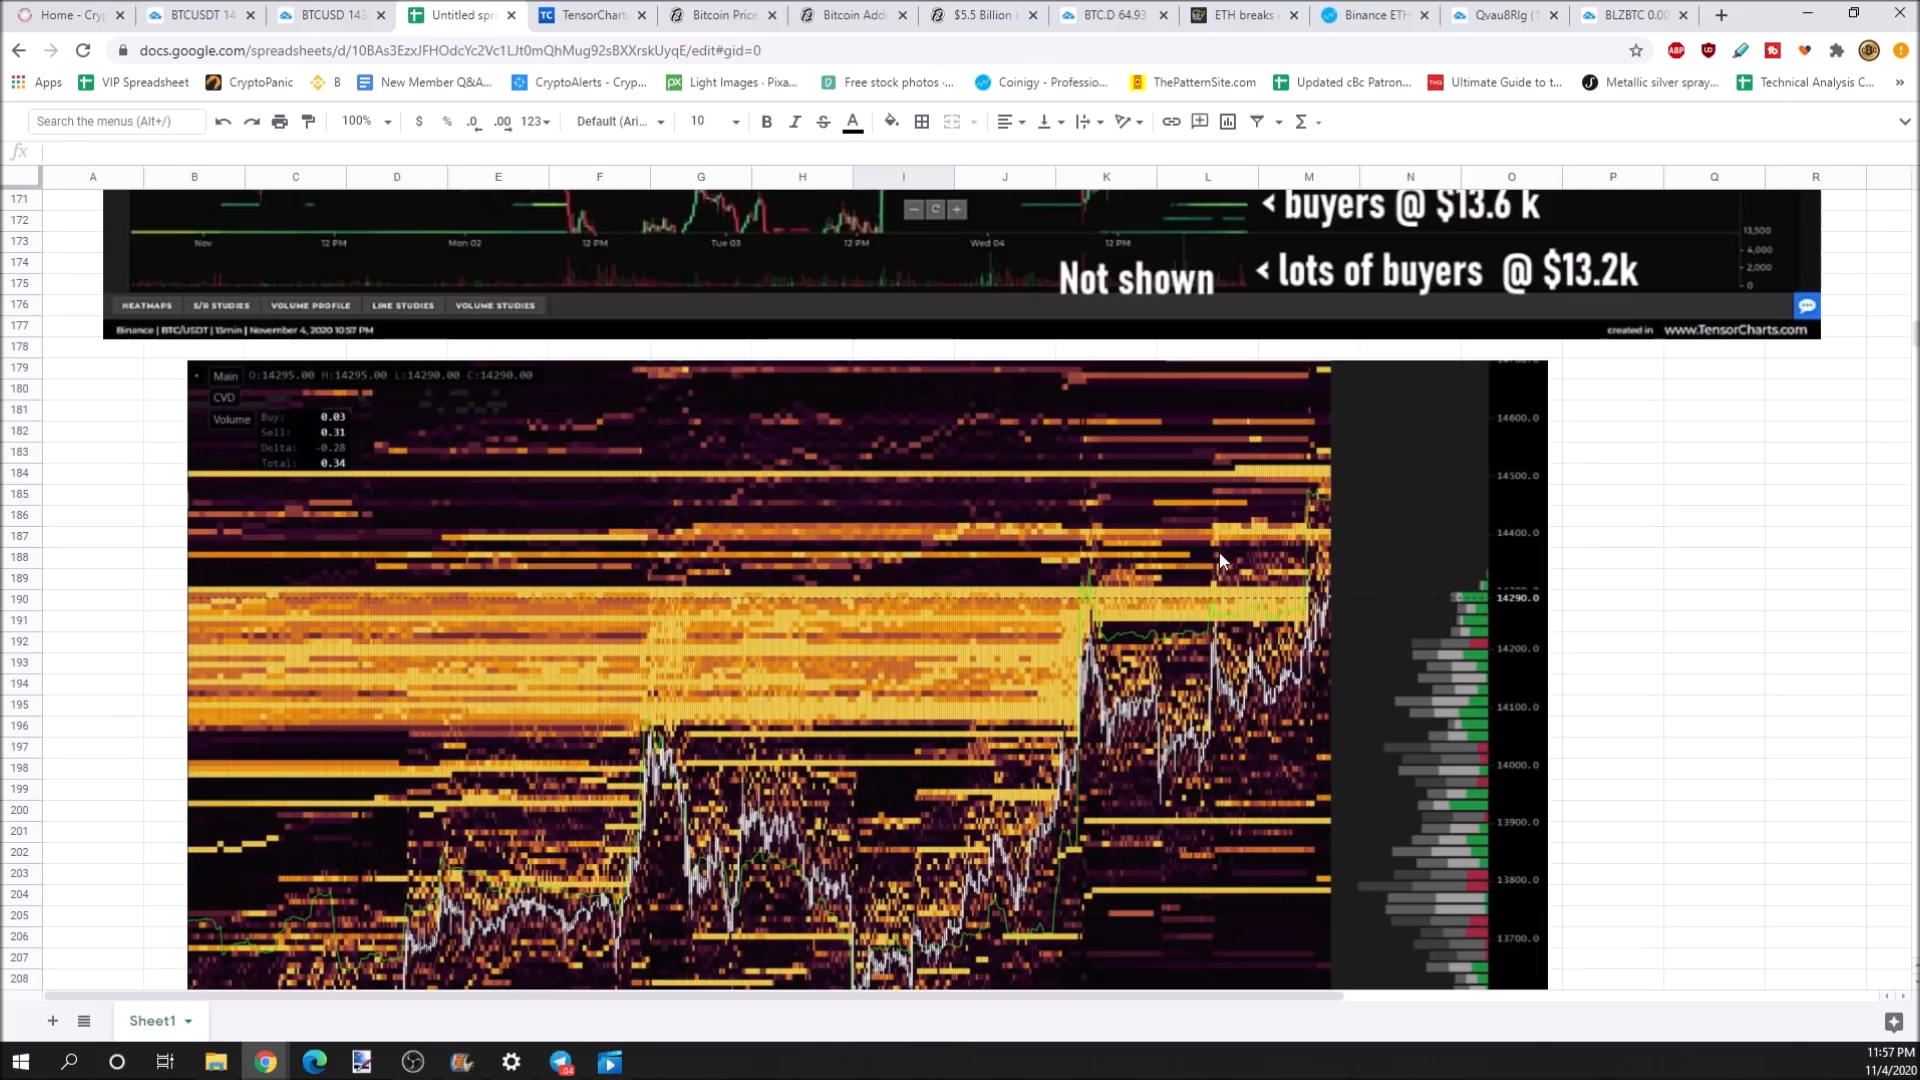 Home - Cryp
BTCUSDT 14
BTCUSD 143
Untitled spr
TensorCharts
Bitcoin Price
Bitcoin Add
$5.5 Billion i
BTC.D 64.93
ETH breaks
Binance ETH
Qvau8Rlg (1
BLZBTC 0.00
docs.google.com/spreadsheets/d/10BAs3EzxJFHOdcYc2Vc1LJt0mQhMug92sBXXrskUyqE/edit#gid=0
Apps
VIP Spreadsheet
CryptoPanic
B
New Member Q&A...
CryptoAlerts - Cryp...
Light Images · Pixa...
Free stock photos ·...
Coinigy - Professio...
ThePatternSite.com
Updated cBc Patron...
Ultimate Guide to t...
Metallic silver spray...
Technical Analysis C...
Search the menus (Alt+/)
100%
$ % .0 .00 123
Default (Ari...
10
B I S A
fx
A B C D E F G H I J K L M N O P Q R
171
172
173
174
175
176
177
178
179
180
181
182
183
184
185
186
187
188
189
190
191
192
193
194
195
196
197
198
199
200
201
202
203
204
205
206
207
208
< buyers @ $13.6 k
Nov 12 PM Mon 02 12 PM Tue 03 12 PM Wed 04 12 PM
13,500
4,000
2,000
0
Not shown < lots of buyers @ $13.2k
HEATMAPS S/R STUDIES VOLUME PROFILE LINE STUDIES VOLUME STUDIES
Binance | BTC/USDT | 15min | November 4, 2020 10:57 PM
created in www.TensorCharts.com
Main O:14295.00 H:14295.00 L:14290.00 C:14290.00
CVD
Volume Buy: 0.03
Sell: 0.31
Delta: -0.28
Total: 0.34
14600.0
14500.0
14400.0
14290.0
14200.0
14100.0
14000.0
13900.0
13800.0
13700.0
Sheet1
11:57 PM
11/4/2020